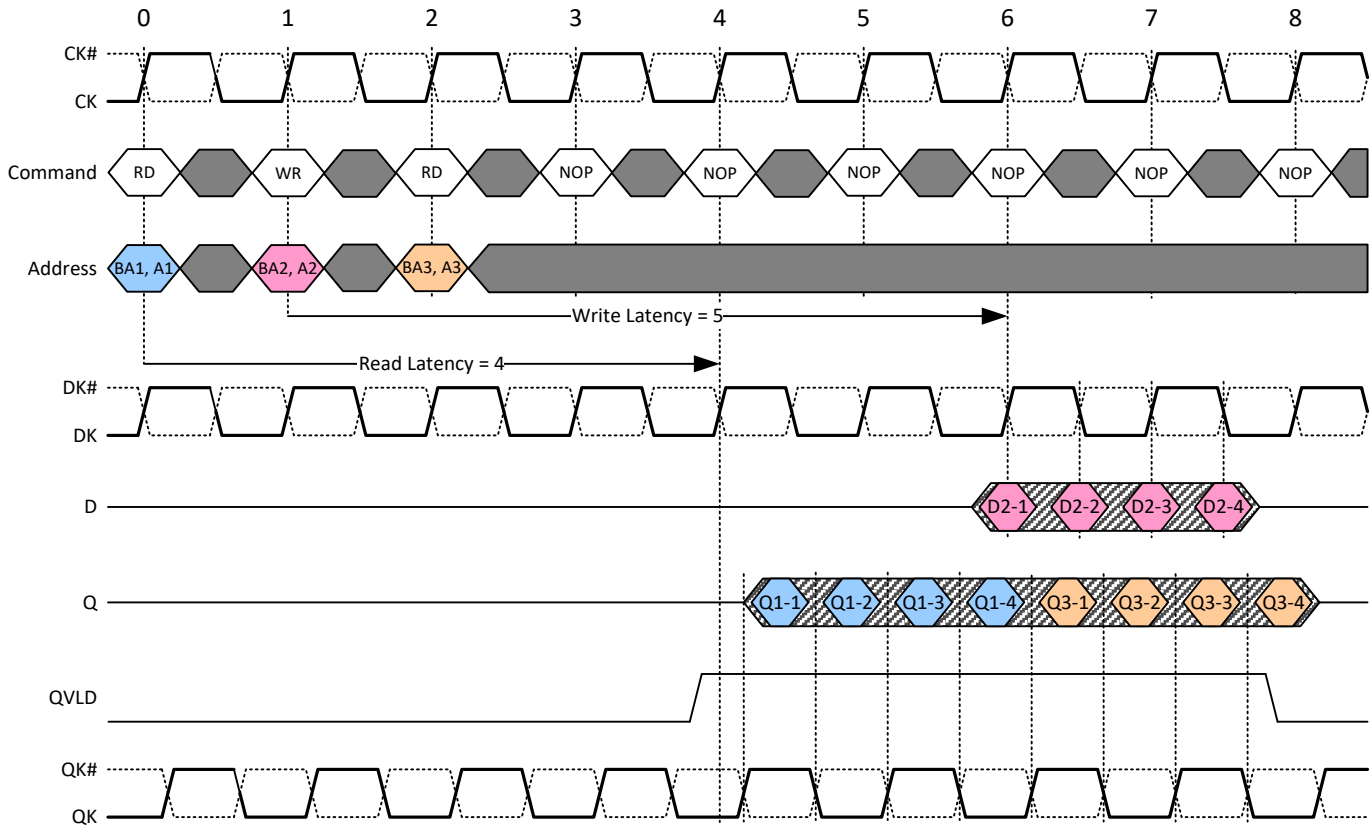 0 1 2 3 4 5 6 7 8
CK#
CK
Command RD WR RD NOP NOP NOP NOP NOP NOP
Address BA1, A1 BA2, A2 BA3, A3
Write Latency = 5
Read Latency = 4
DK#
DK
D D2-1 D2-2 D2-3 D2-4
Q Q1-1 Q1-2 Q1-3 Q1-4 Q3-1 Q3-2 Q3-3 Q3-4
QVLD
QK#
QK